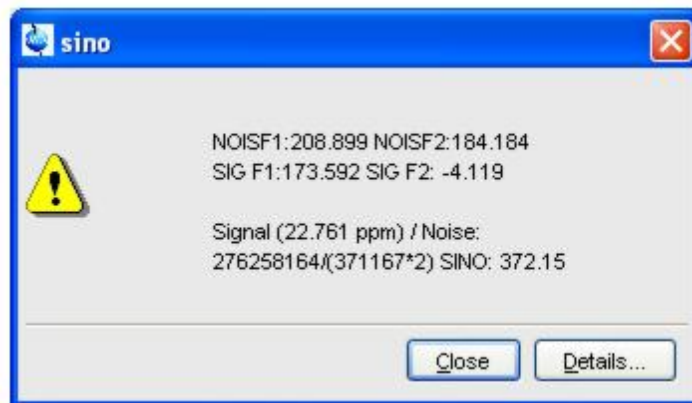 sino
NOISF1:208.899 NOISF2:184.184
SIG F1:173.592 SIG F2: -4.119
Signal (22.761 ppm) / Noise:
276258164/(371167*2) SINO: 372.15
Close Details...